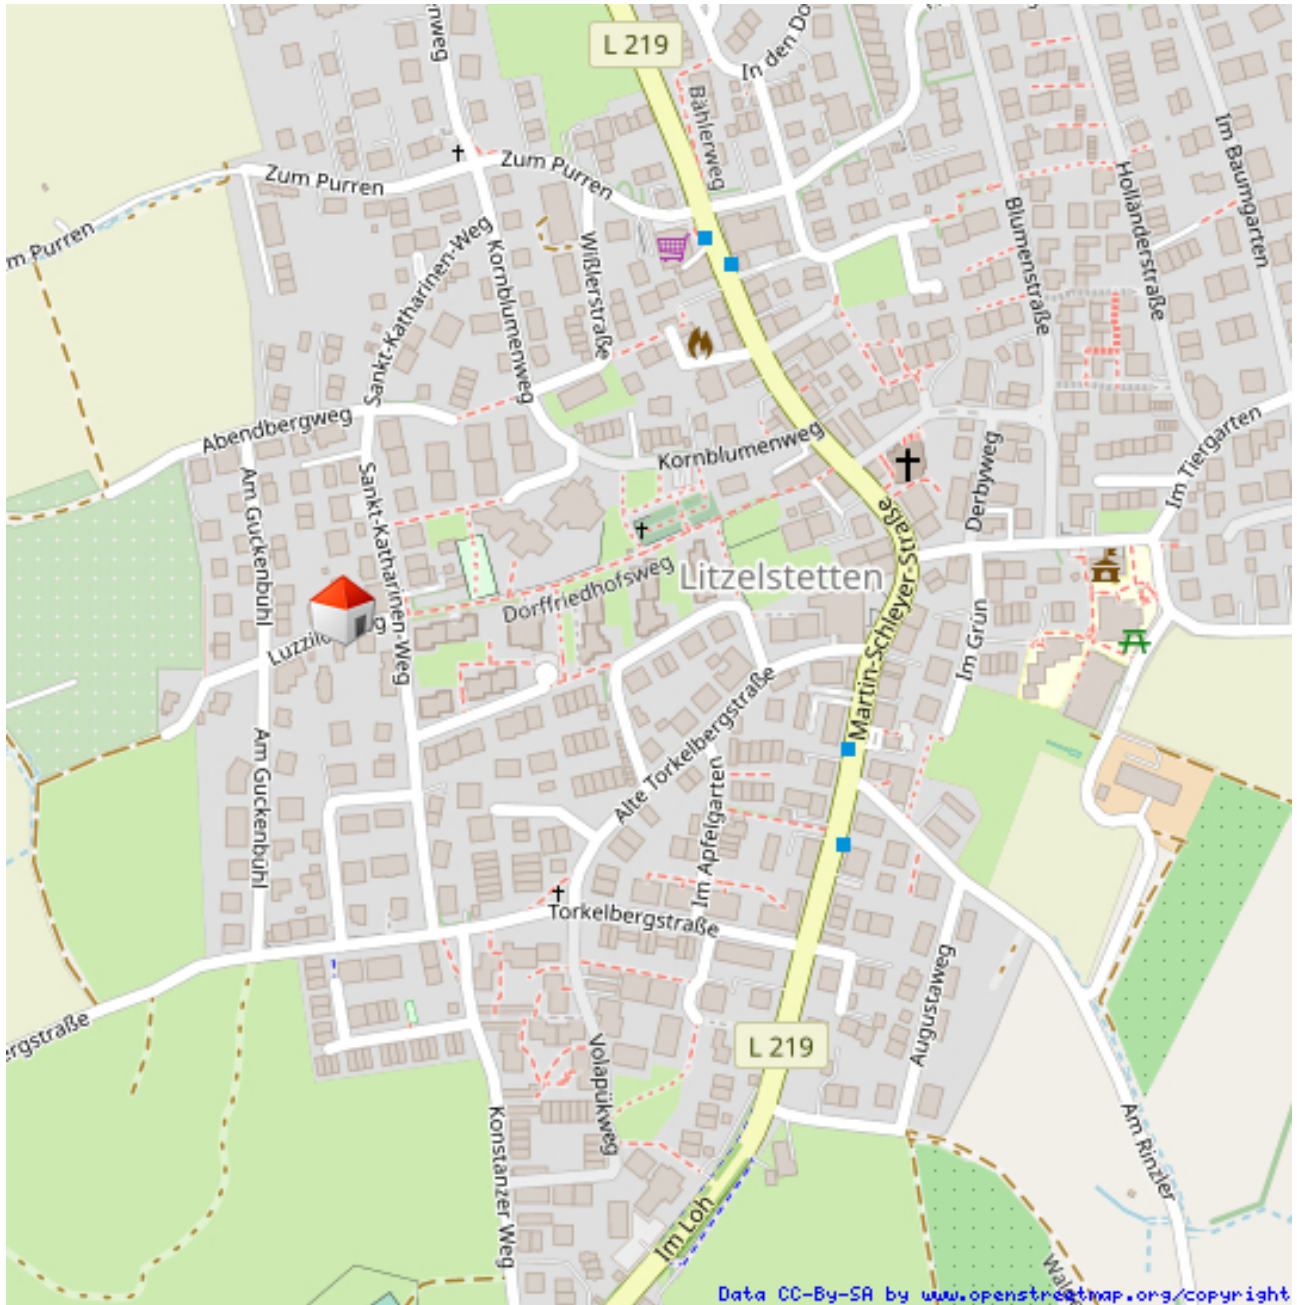 L 219
In den Do
Bählerweg
Zum Purren
Zum Purren
m Purren
Sankt-Katharinen-Weg
Kornblumenweg
Wißlerstraße
Blumenstraße
Hollanderstraße
Im Baumgarten
Abendbergweg
Kornblumenweg
Im Tiergarten
Derbyweg
Am Guckenbühl
Sankt-Katharinen-Weg
Dorffriedhofsweg
Litzelstetten
Martin-Schleyer-Straße
Im Grün
Am Guckenbühl
Alte Torkelbergstraße
Im Apfelgarten
Torkelbergstraße
ergstraße
Augustaweg
L 219
Volapükweg
Konstanzer Weg
Am Rinzler
Im Loh
Data CC-By-SA by www.openstreetmap.org/copyright